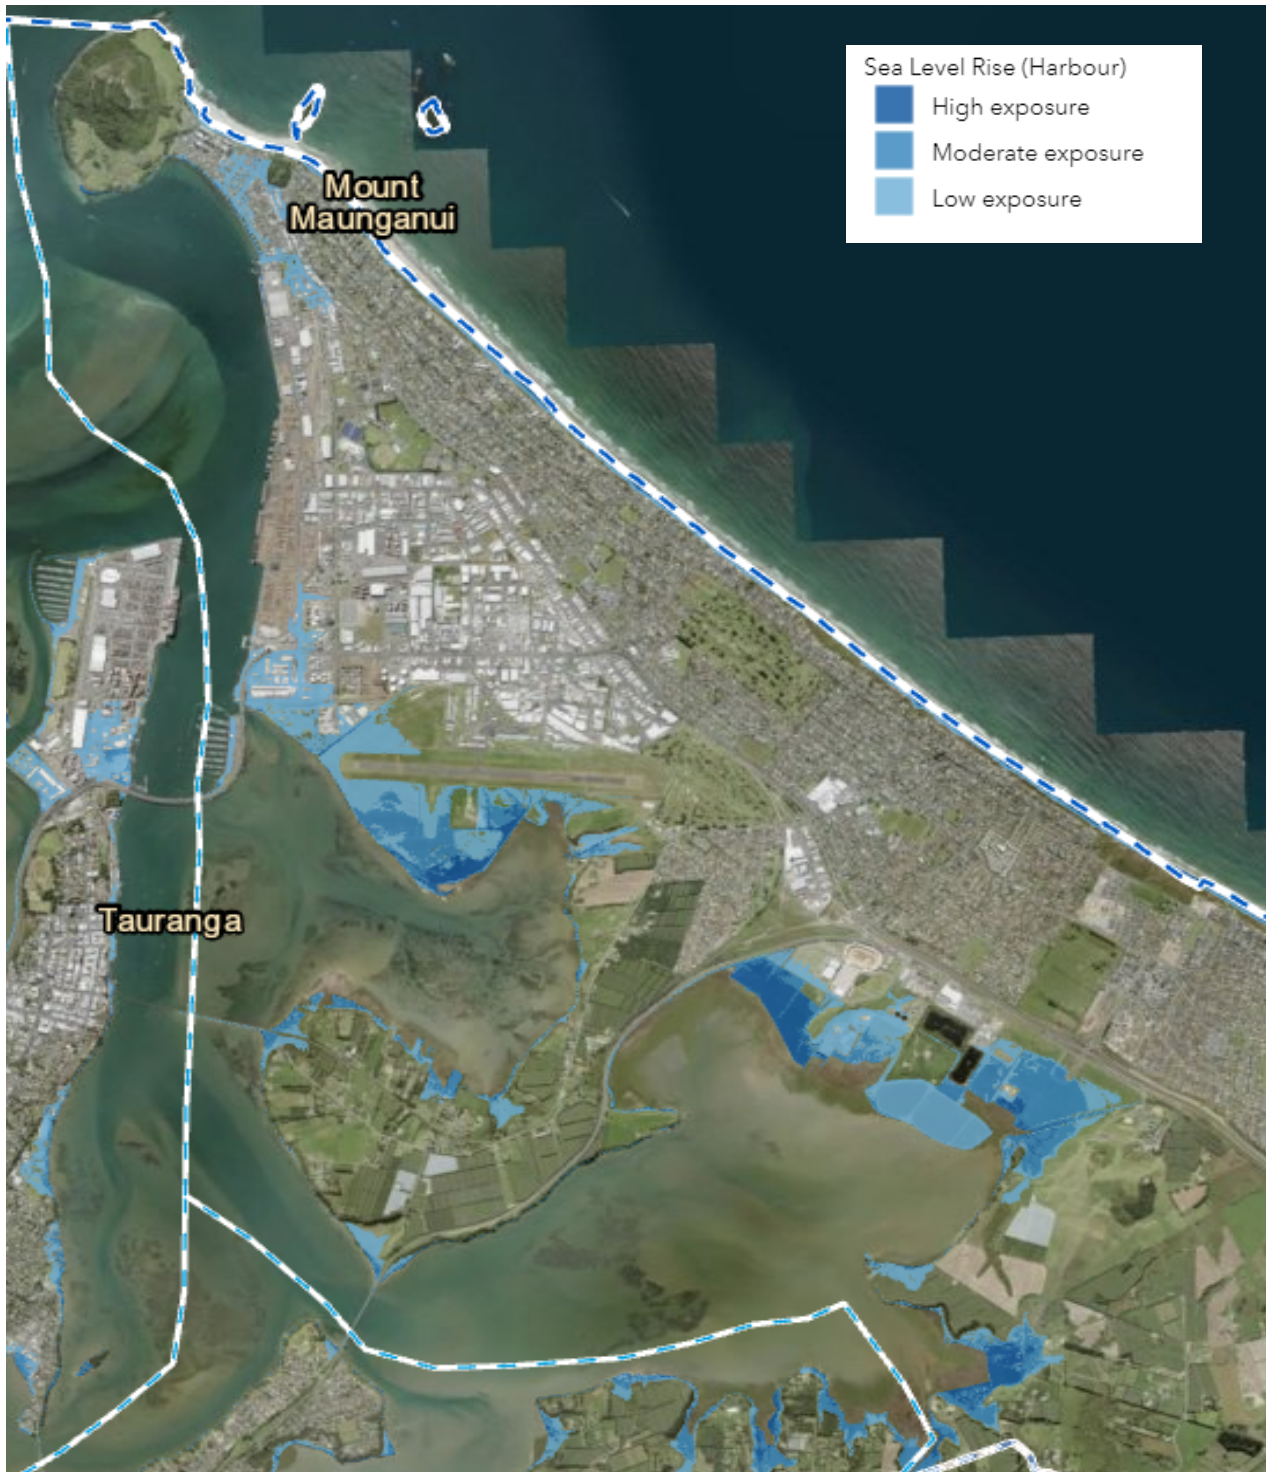 Sea Level Rise (Harbour)
High exposure
Moderate exposure
Low exposure
Mount
Maunganui
Tauranga